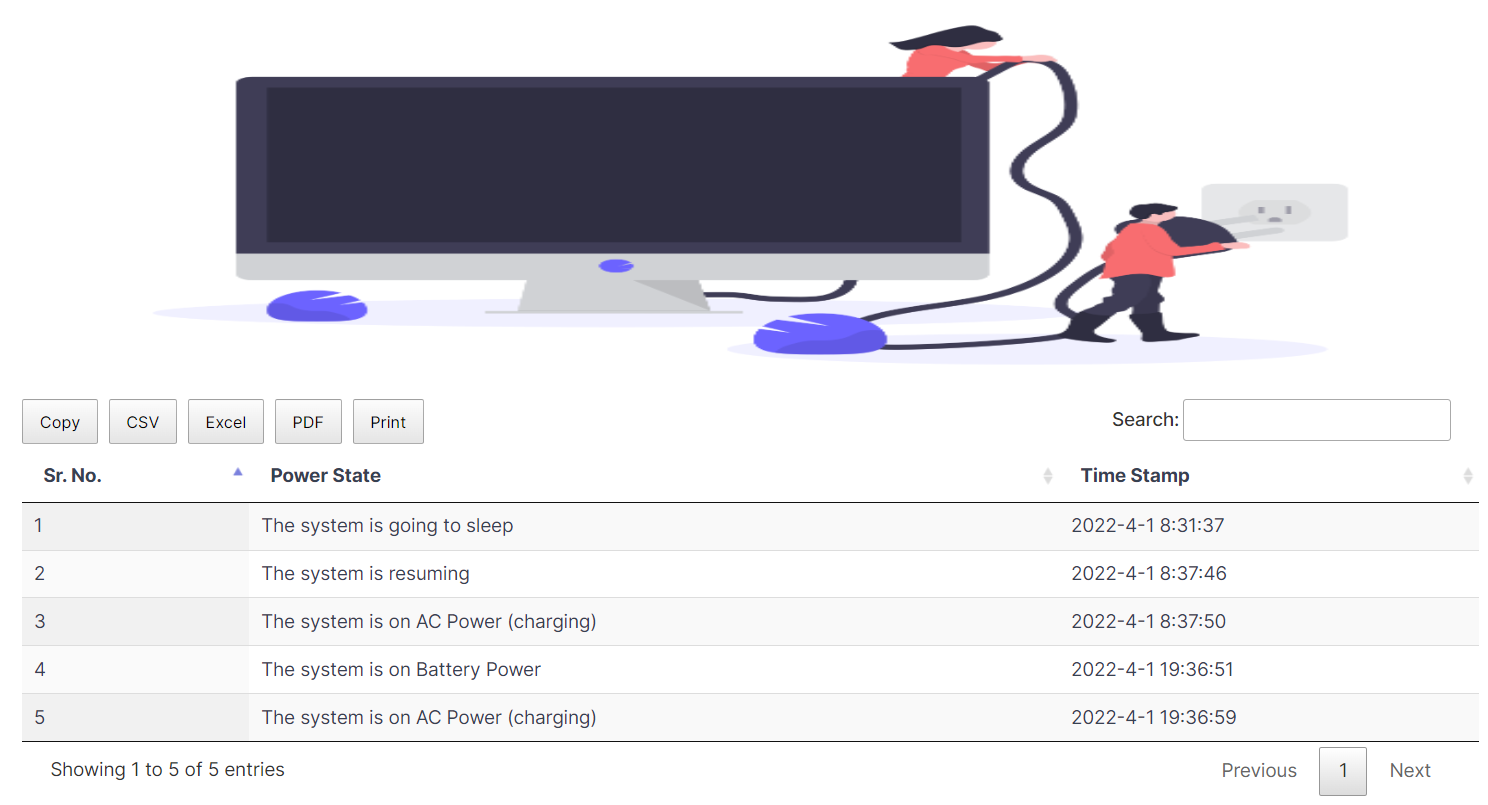 Copy CSV Excel PDF Print Search:
Sr. No. Power State Time Stamp
1 The system is going to sleep 2022-4-1 8:31:37
2 The system is resuming 2022-4-1 8:37:46
3 The system is on AC Power (charging) 2022-4-1 8:37:50
4 The system is on Battery Power 2022-4-1 19:36:51
5 The system is on AC Power (charging) 2022-4-1 19:36:59
Showing 1 to 5 of 5 entries Previous 1 Next